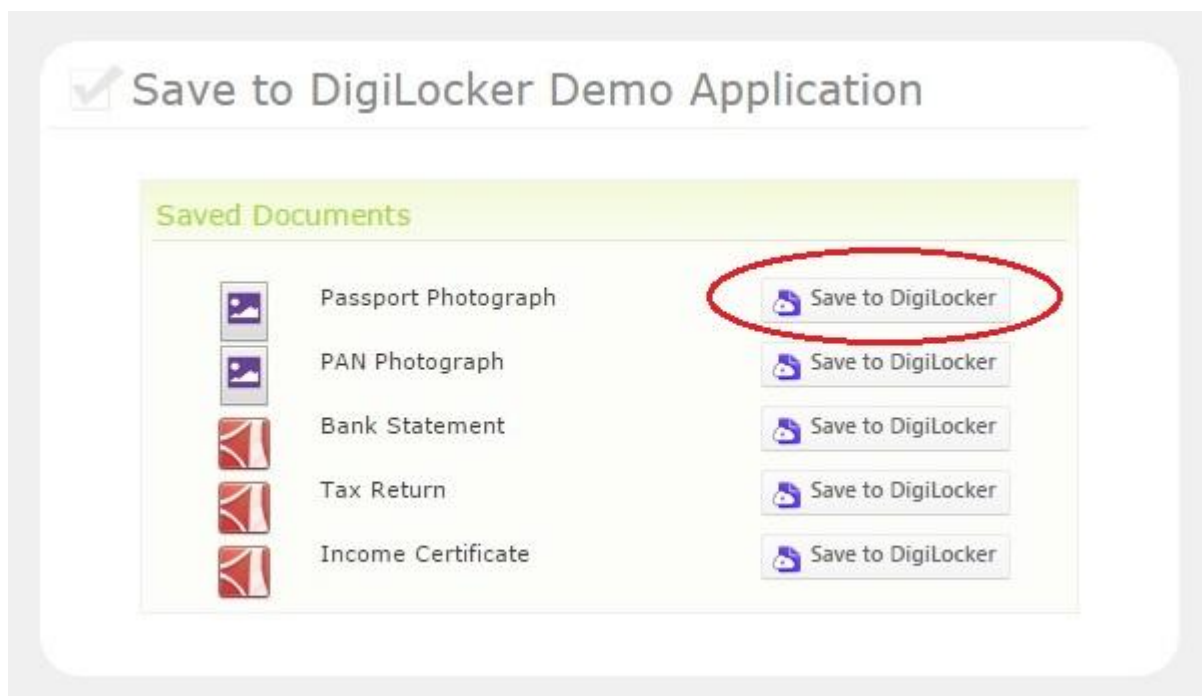 Save to DigiLocker Demo Application
Saved Documents
Passport Photograph Save to DigiLocker
PAN Photograph Save to DigiLocker
Bank Statement Save to DigiLocker
Tax Return Save to DigiLocker
Income Certificate Save to DigiLocker